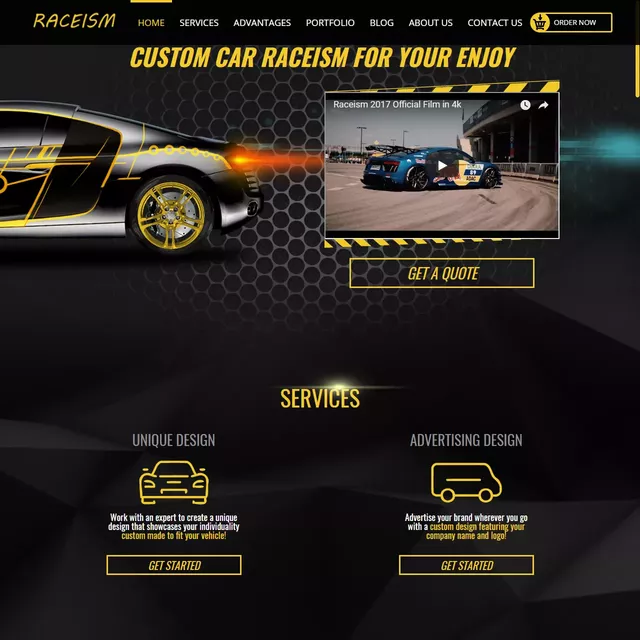 RACEISM
HOME
SERVICES
ADVANTAGES
PORTFOLIO
BLOG
ABOUT US
CONTACT US
ORDER NOW
CUSTOM CAR RACEISM FOR YOUR ENJOY
Raceism 2017 Official Film in 4k
GET A QUOTE
SERVICES
UNIQUE DESIGN
Work with an expert to create a unique
design that showcases your individuality
custom made to fit your vehicle!
GET STARTED
ADVERTISING DESIGN
Advertise your brand wherever you go
with a custom design featuring your
company name and logo!
GET STARTED